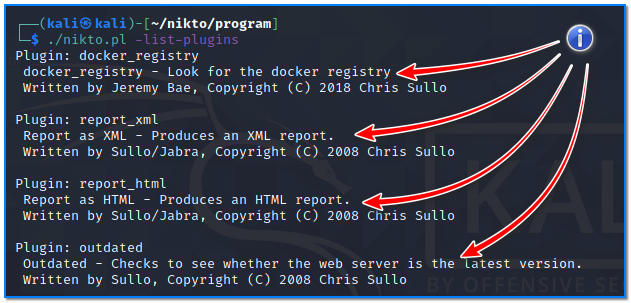 ┌──(kali㉿kali)-[~/nikto/program]
└─$ ./nikto.pl -list-plugins
Plugin: docker_registry
docker_registry - Look for the docker registry
Written by Jeremy Bae, Copyright (C) 2018 Chris Sullo
Plugin: report_xml
Report as XML - Produces an XML report.
Written by Sullo/Jabra, Copyright (C) 2008 Chris Sullo
Plugin: report_html
Report as HTML - Produces an HTML report.
Written by Sullo/Jabra, Copyright (C) 2008 Chris Sullo
Plugin: outdated
Outdated - Checks to see whether the web server is the latest version.
Written by Sullo, Copyright (C) 2008 Chris Sullo
i
KAL
BY OFFENSIVE SE